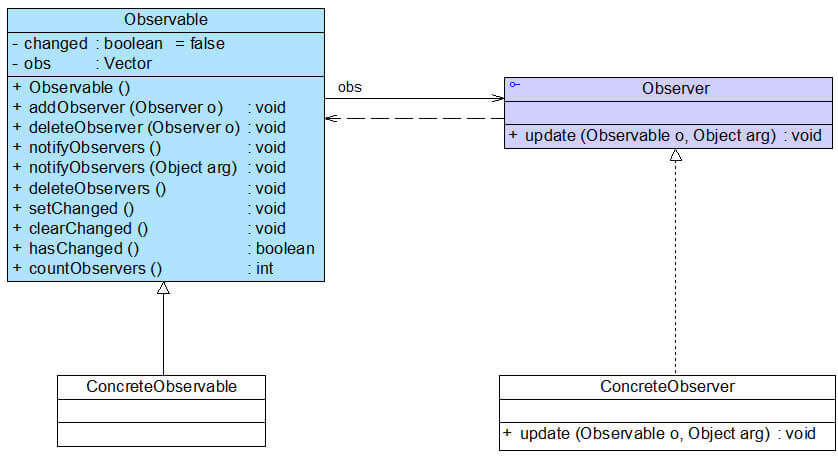 Observable
- changed : boolean = false
- obs : Vector
+ Observable ()
+ addObserver (Observer o) : void
+ deleteObserver (Observer o) : void
+ notifyObservers () : void
+ notifyObservers (Object arg) : void
+ deleteObservers () : void
+ setChanged () : void
+ clearChanged () : void
+ hasChanged () : boolean
+ countObservers () : int
obs
Observer
+ update (Observable o, Object arg) : void
ConcreteObservable
ConcreteObserver
+ update (Observable o, Object arg) : void